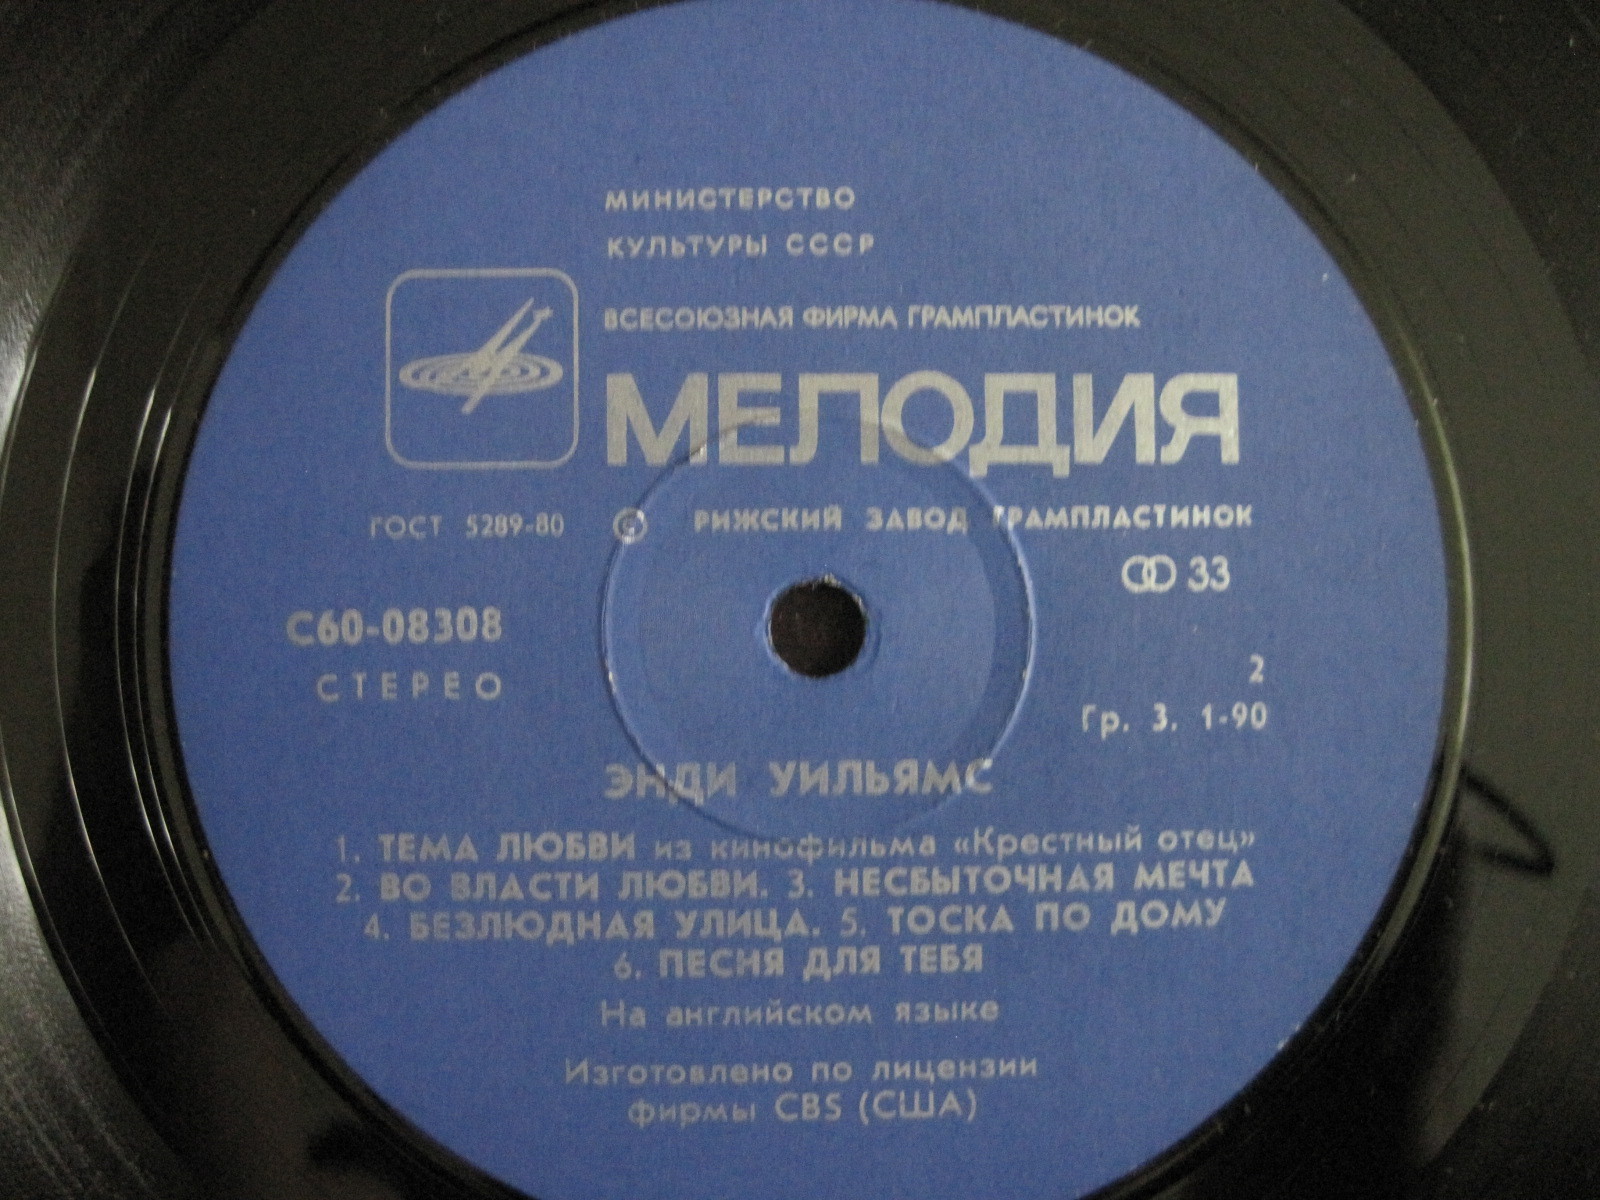 МИНИСТЕРСТВО
КУЛЬТУРЫ СССР
ВСЕСОЮЗНАЯ ФИРМА ГРАМПЛАСТИНОК
МЕЛОДИЯ
ГОСТ 5289-80 © РИЖСКИЙ ЗАВОД ГРАМПЛАСТИНОК
33
С60-08308
СТЕРЕО
2
Гр. 3. 1-90
ЭНДИ УИЛЬЯМС
1. ТЕМА ЛЮБВИ из кинофильма «Крестный отец»
2. ВО ВЛАСТИ ЛЮБВИ. 3. НЕСБЫТОЧНАЯ МЕЧТА
4. БЕЗЛЮДНАЯ УЛИЦА. 5. ТОСКА ПО ДОМУ
6. ПЕСНЯ ДЛЯ ТЕБЯ
На английском языке
Изготовлено по лицензии
фирмы CBS (США)